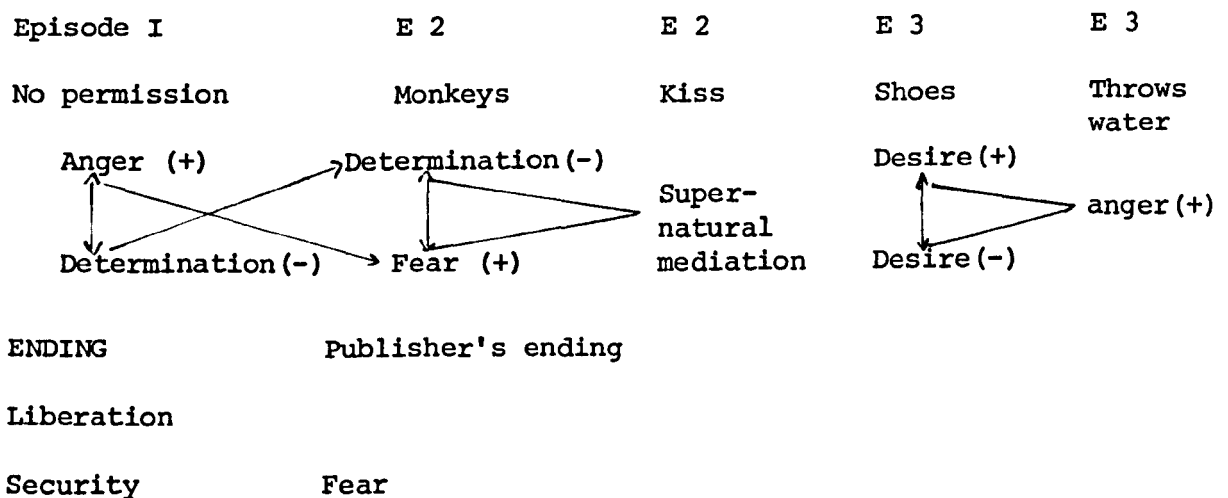 Episode I E 2 E 2 E 3 E 3
No permission Monkeys Kiss Shoes Throws
water
Anger (+) Determination(-) Desire(+)
Super-
natural anger(+)
mediation
Determination(-) Fear (+) Desire(-)
ENDING Publisher's ending
Liberation
Security Fear